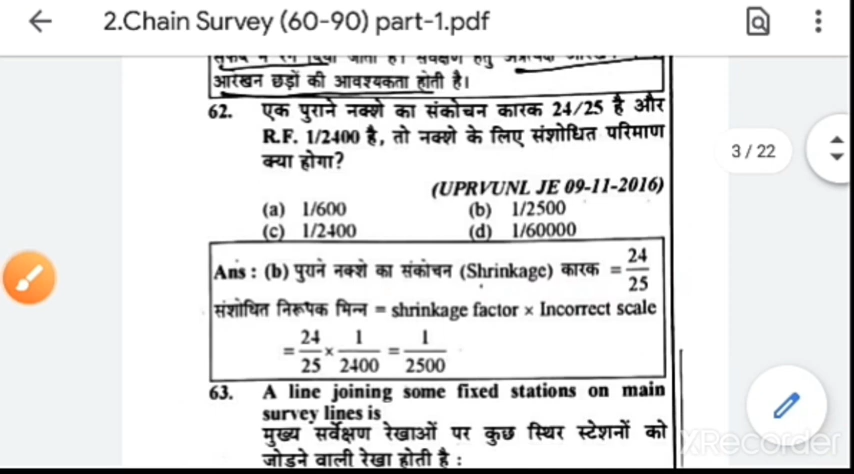 2.Chain Survey (60-90) part-1.pdf
आरेखन छड़ों की आवश्यकता होती है।
62. एक पुराने नक्शे का संकोचन कारक 24/25 है और
R.F. 1/2400 है, तो नक्शे के लिए संशोधित परिमाण
क्या होगा?
3 / 22
(UPRVUNL JE 09-11-2016)
(a) 1/600 (b) 1/2500
(c) 1/2400 (d) 1/60000
Ans : (b) पुराने नक्शे का संकोचन (Shrinkage) कारक = 24/25
संशोधित निरूपक भिन्न = shrinkage factor × Incorrect scale
= 24/25 × 1/2400 = 1/2500
63. A line joining some fixed stations on main
survey lines is
मुख्य सर्वेक्षण रेखाओं पर कुछ स्थिर स्टेशनों को
जोड़ने वाली रेखा होती है :
XRecorder